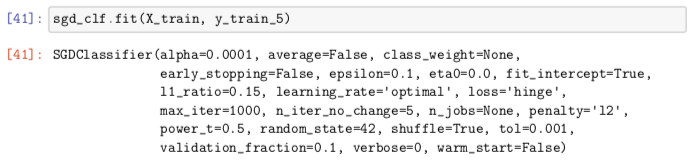 [41]: sgd_clf.fit(X_train, y_train_5)
[41]: SGDClassifier(alpha=0.0001, average=False, class_weight=None,
early_stopping=False, epsilon=0.1, eta0=0.0, fit_intercept=True,
l1_ratio=0.15, learning_rate='optimal', loss='hinge',
max_iter=1000, n_iter_no_change=5, n_jobs=None, penalty='l2',
power_t=0.5, random_state=42, shuffle=True, tol=0.001,
validation_fraction=0.1, verbose=0, warm_start=False)